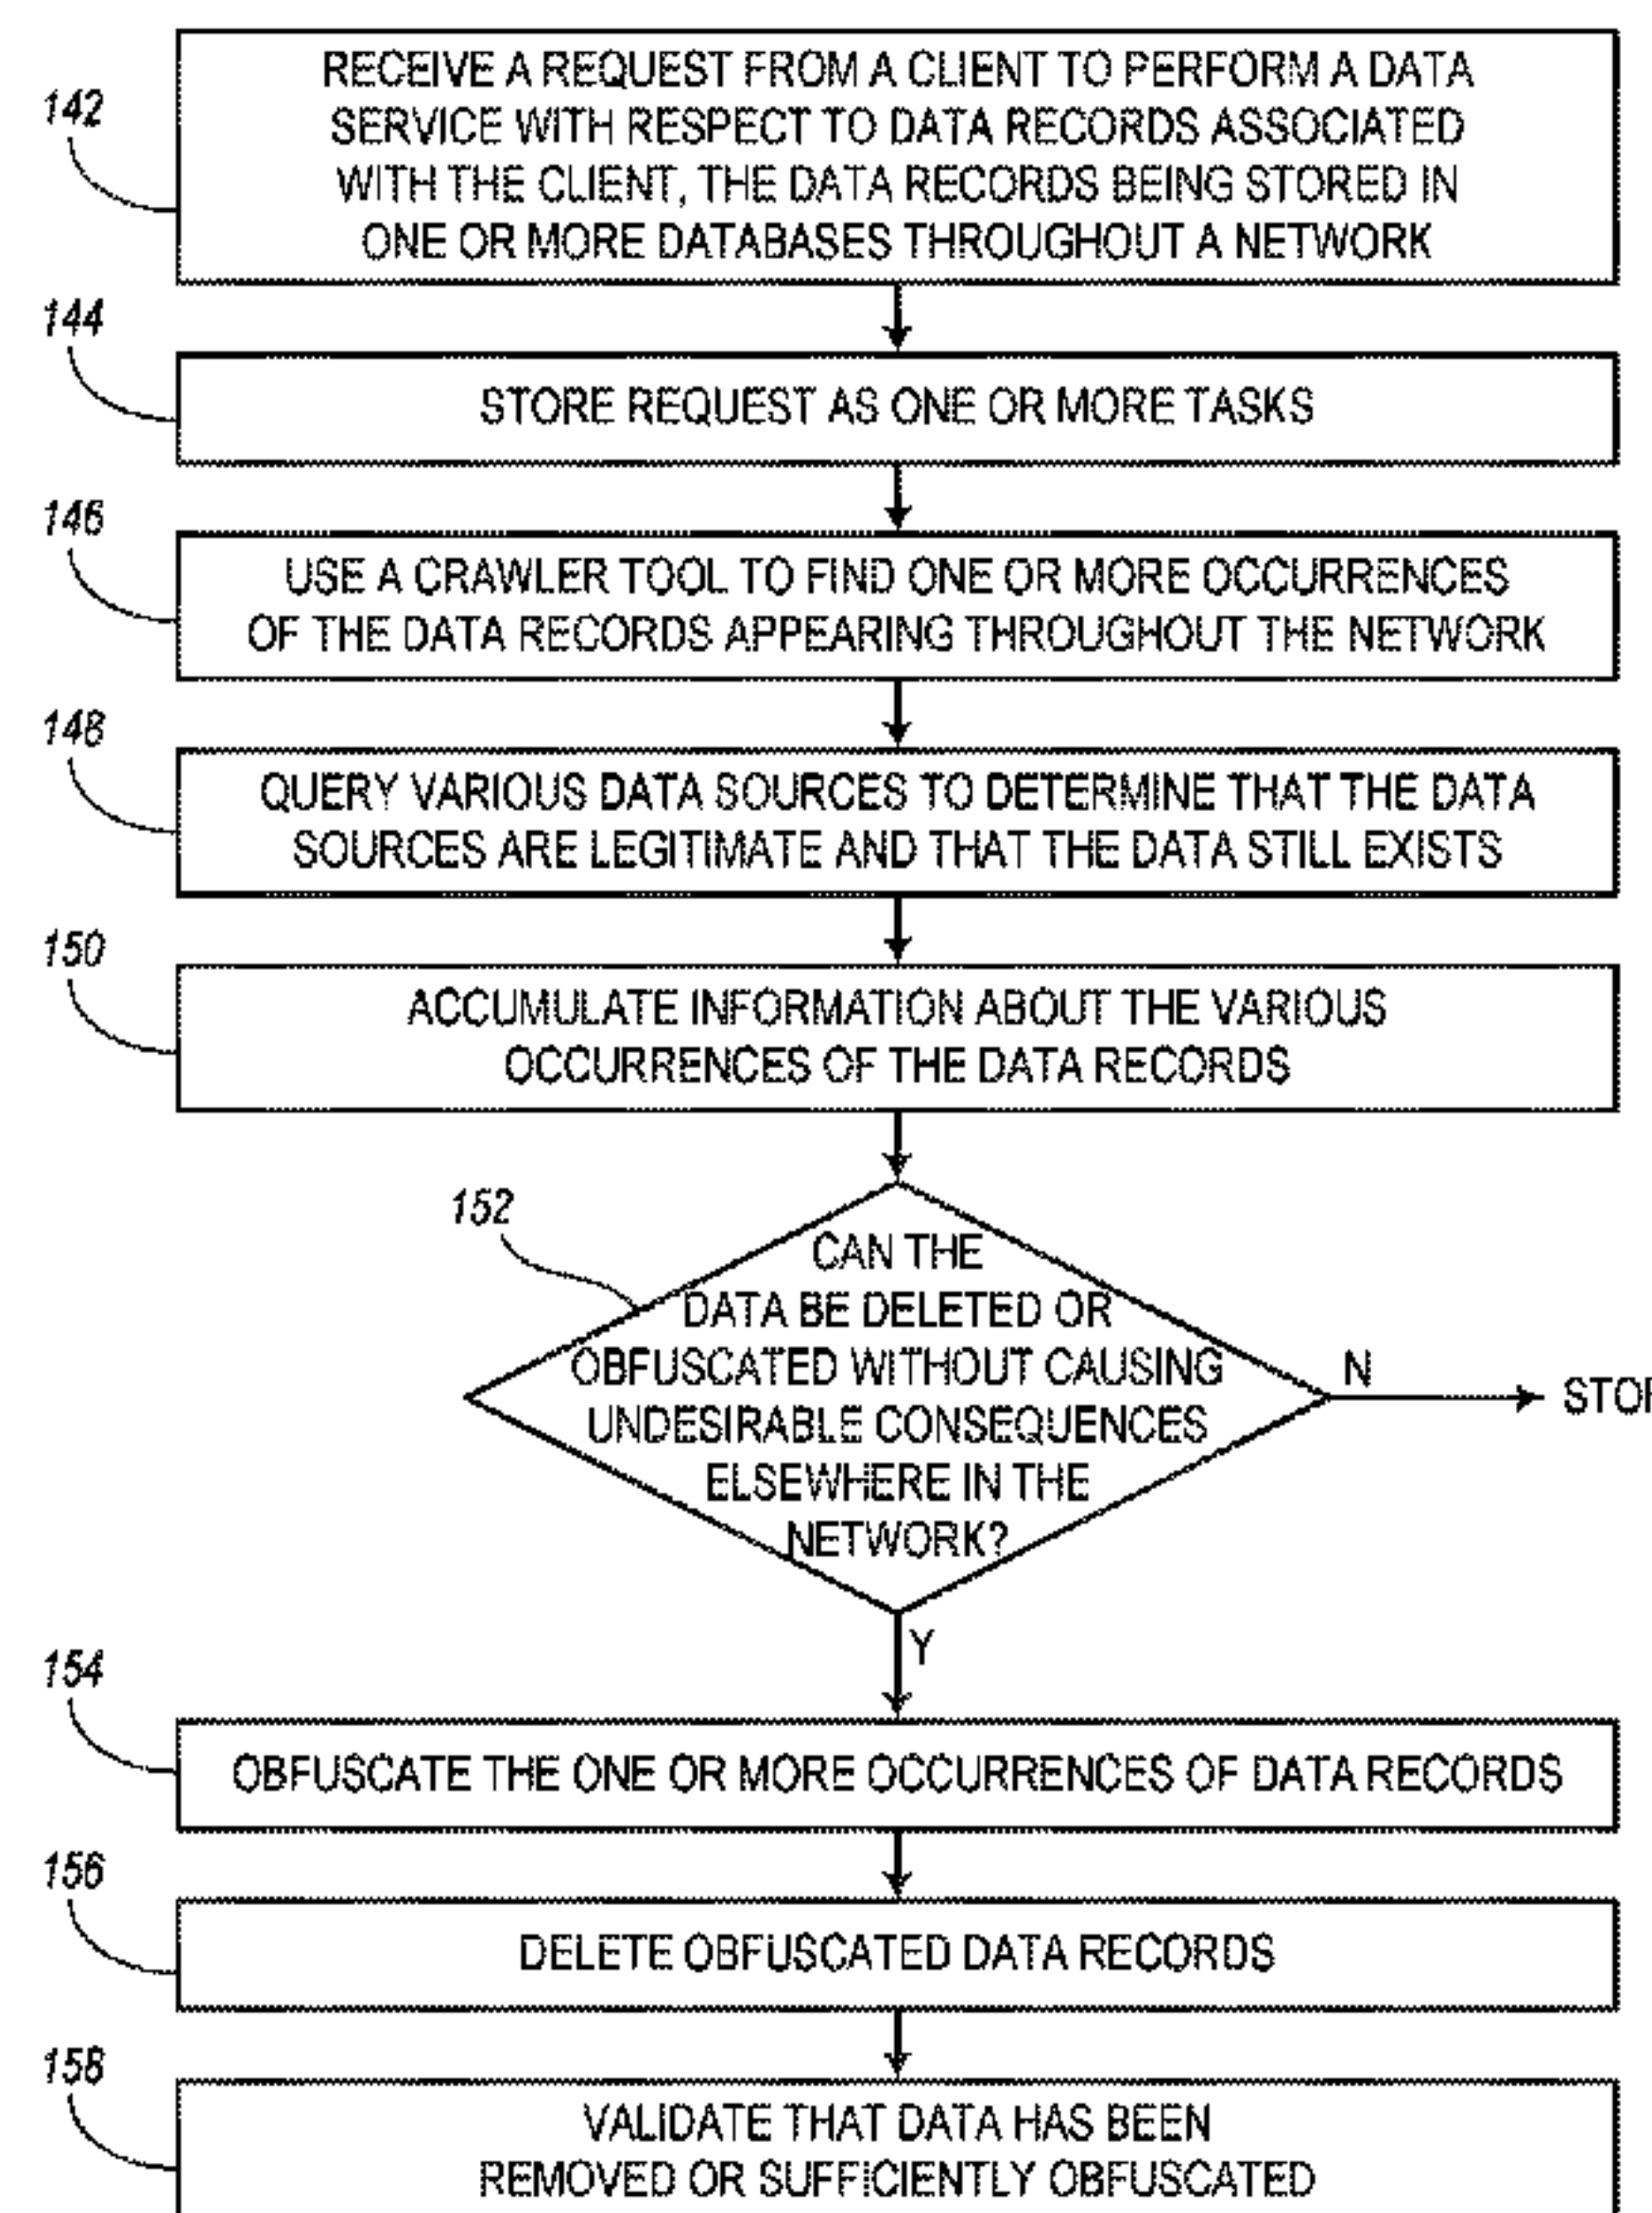 142
RECEIVE A REQUEST FROM A CLIENT TO PERFORM A DATA
SERVICE WITH RESPECT TO DATA RECORDS ASSOCIATED
WITH THE CLIENT, THE DATA RECORDS BEING STORED IN
ONE OR MORE DATABASES THROUGHOUT A NETWORK
144
STORE REQUEST AS ONE OR MORE TASKS
146
USE A CRAWLER TOOL TO FIND ONE OR MORE OCCURRENCES
OF THE DATA RECORDS APPEARING THROUGHOUT THE NETWORK
148
QUERY VARIOUS DATA SOURCES TO DETERMINE THAT THE DATA
SOURCES ARE LEGITIMATE AND THAT THE DATA STILL EXISTS
150
ACCUMULATE INFORMATION ABOUT THE VARIOUS
OCCURRENCES OF THE DATA RECORDS
152
CAN THE
DATA BE DELETED OR
OBFUSCATED WITHOUT CAUSING
UNDESIRABLE CONSEQUENCES
ELSEWHERE IN THE
NETWORK?
N
Y
154
OBFUSCATE THE ONE OR MORE OCCURRENCES OF DATA RECORDS
156
DELETE OBFUSCATED DATA RECORDS
158
VALIDATE THAT DATA HAS BEEN
REMOVED OR SUFFICIENTLY OBFUSCATED